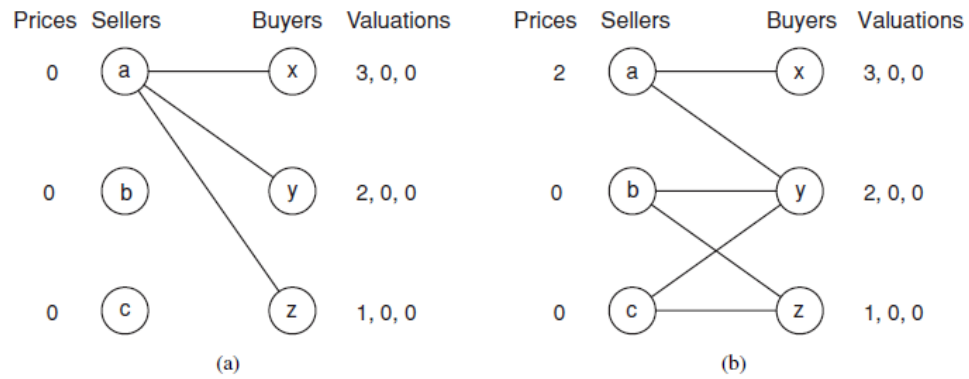 Prices Sellers Buyers Valuations
0 a x 3, 0, 0
0 b y 2, 0, 0
0 c z 1, 0, 0
(a)
Prices Sellers Buyers Valuations
2 a x 3, 0, 0
0 b y 2, 0, 0
0 c z 1, 0, 0
(b)